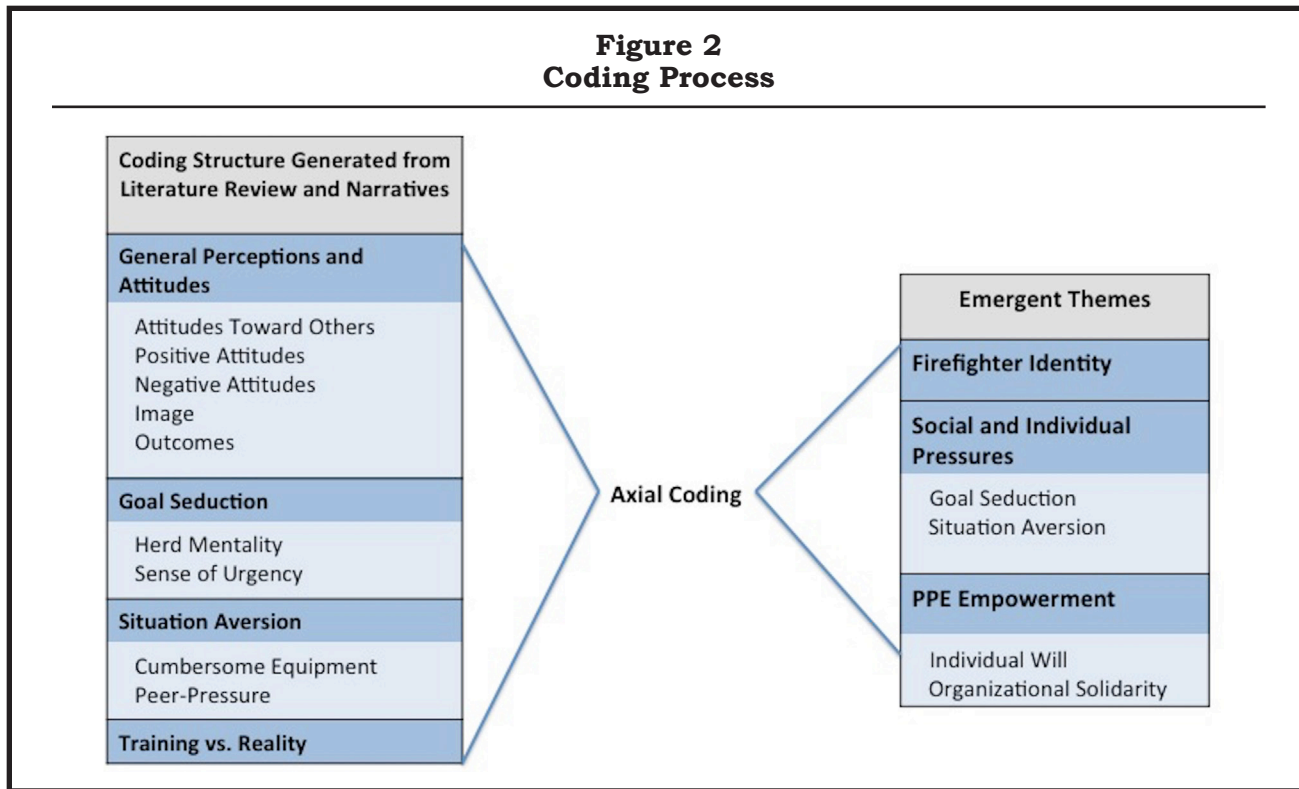 Figure 2
Coding Process
Coding Structure Generated from
Literature Review and Narratives
General Perceptions and
Attitudes
Attitudes Toward Others
Positive Attitudes
Negative Attitudes
Image
Outcomes
Goal Seduction
Herd Mentality
Sense of Urgency
Situation Aversion
Cumbersome Equipment
Peer-Pressure
Training vs. Reality
Axial Coding
Emergent Themes
Firefighter Identity
Social and Individual
Pressures
Goal Seduction
Situation Aversion
PPE Empowerment
Individual Will
Organizational Solidarity